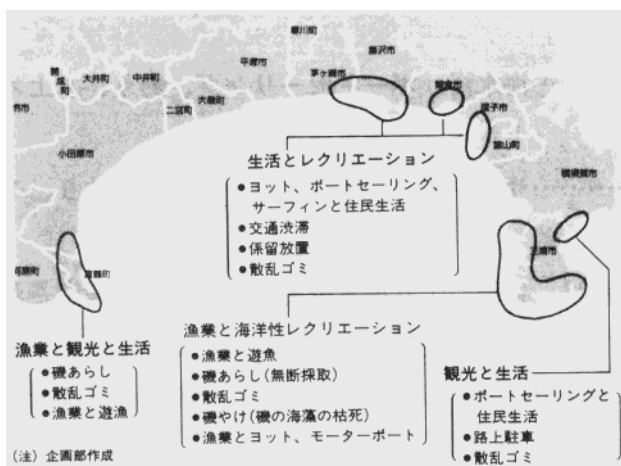 寒川町
藤沢市
平塚市
茅ヶ崎市
鎌倉市
開成町
大井町
中井町
大磯町
二宮町
逗子市
葉山町
小田原市
横須賀市
三浦市
真鶴町
生活とレクリエーション
●ヨット、ボートセーリング、
サーフィンと住民生活
●交通渋滞
●係留放置
●散乱ゴミ
漁業と海洋性レクリエーション
●漁業と遊魚
●磯あらし(無断採取)
●散乱ゴミ
●磯やけ(磯の海藻の枯死)
●漁業とヨット、モーターボート
漁業と観光と生活
●磯あらし
●散乱ゴミ
●漁業と遊漁
観光と生活
●ボートセーリングと
住民生活
●路上駐車
●散乱ゴミ
(注) 企画部作成